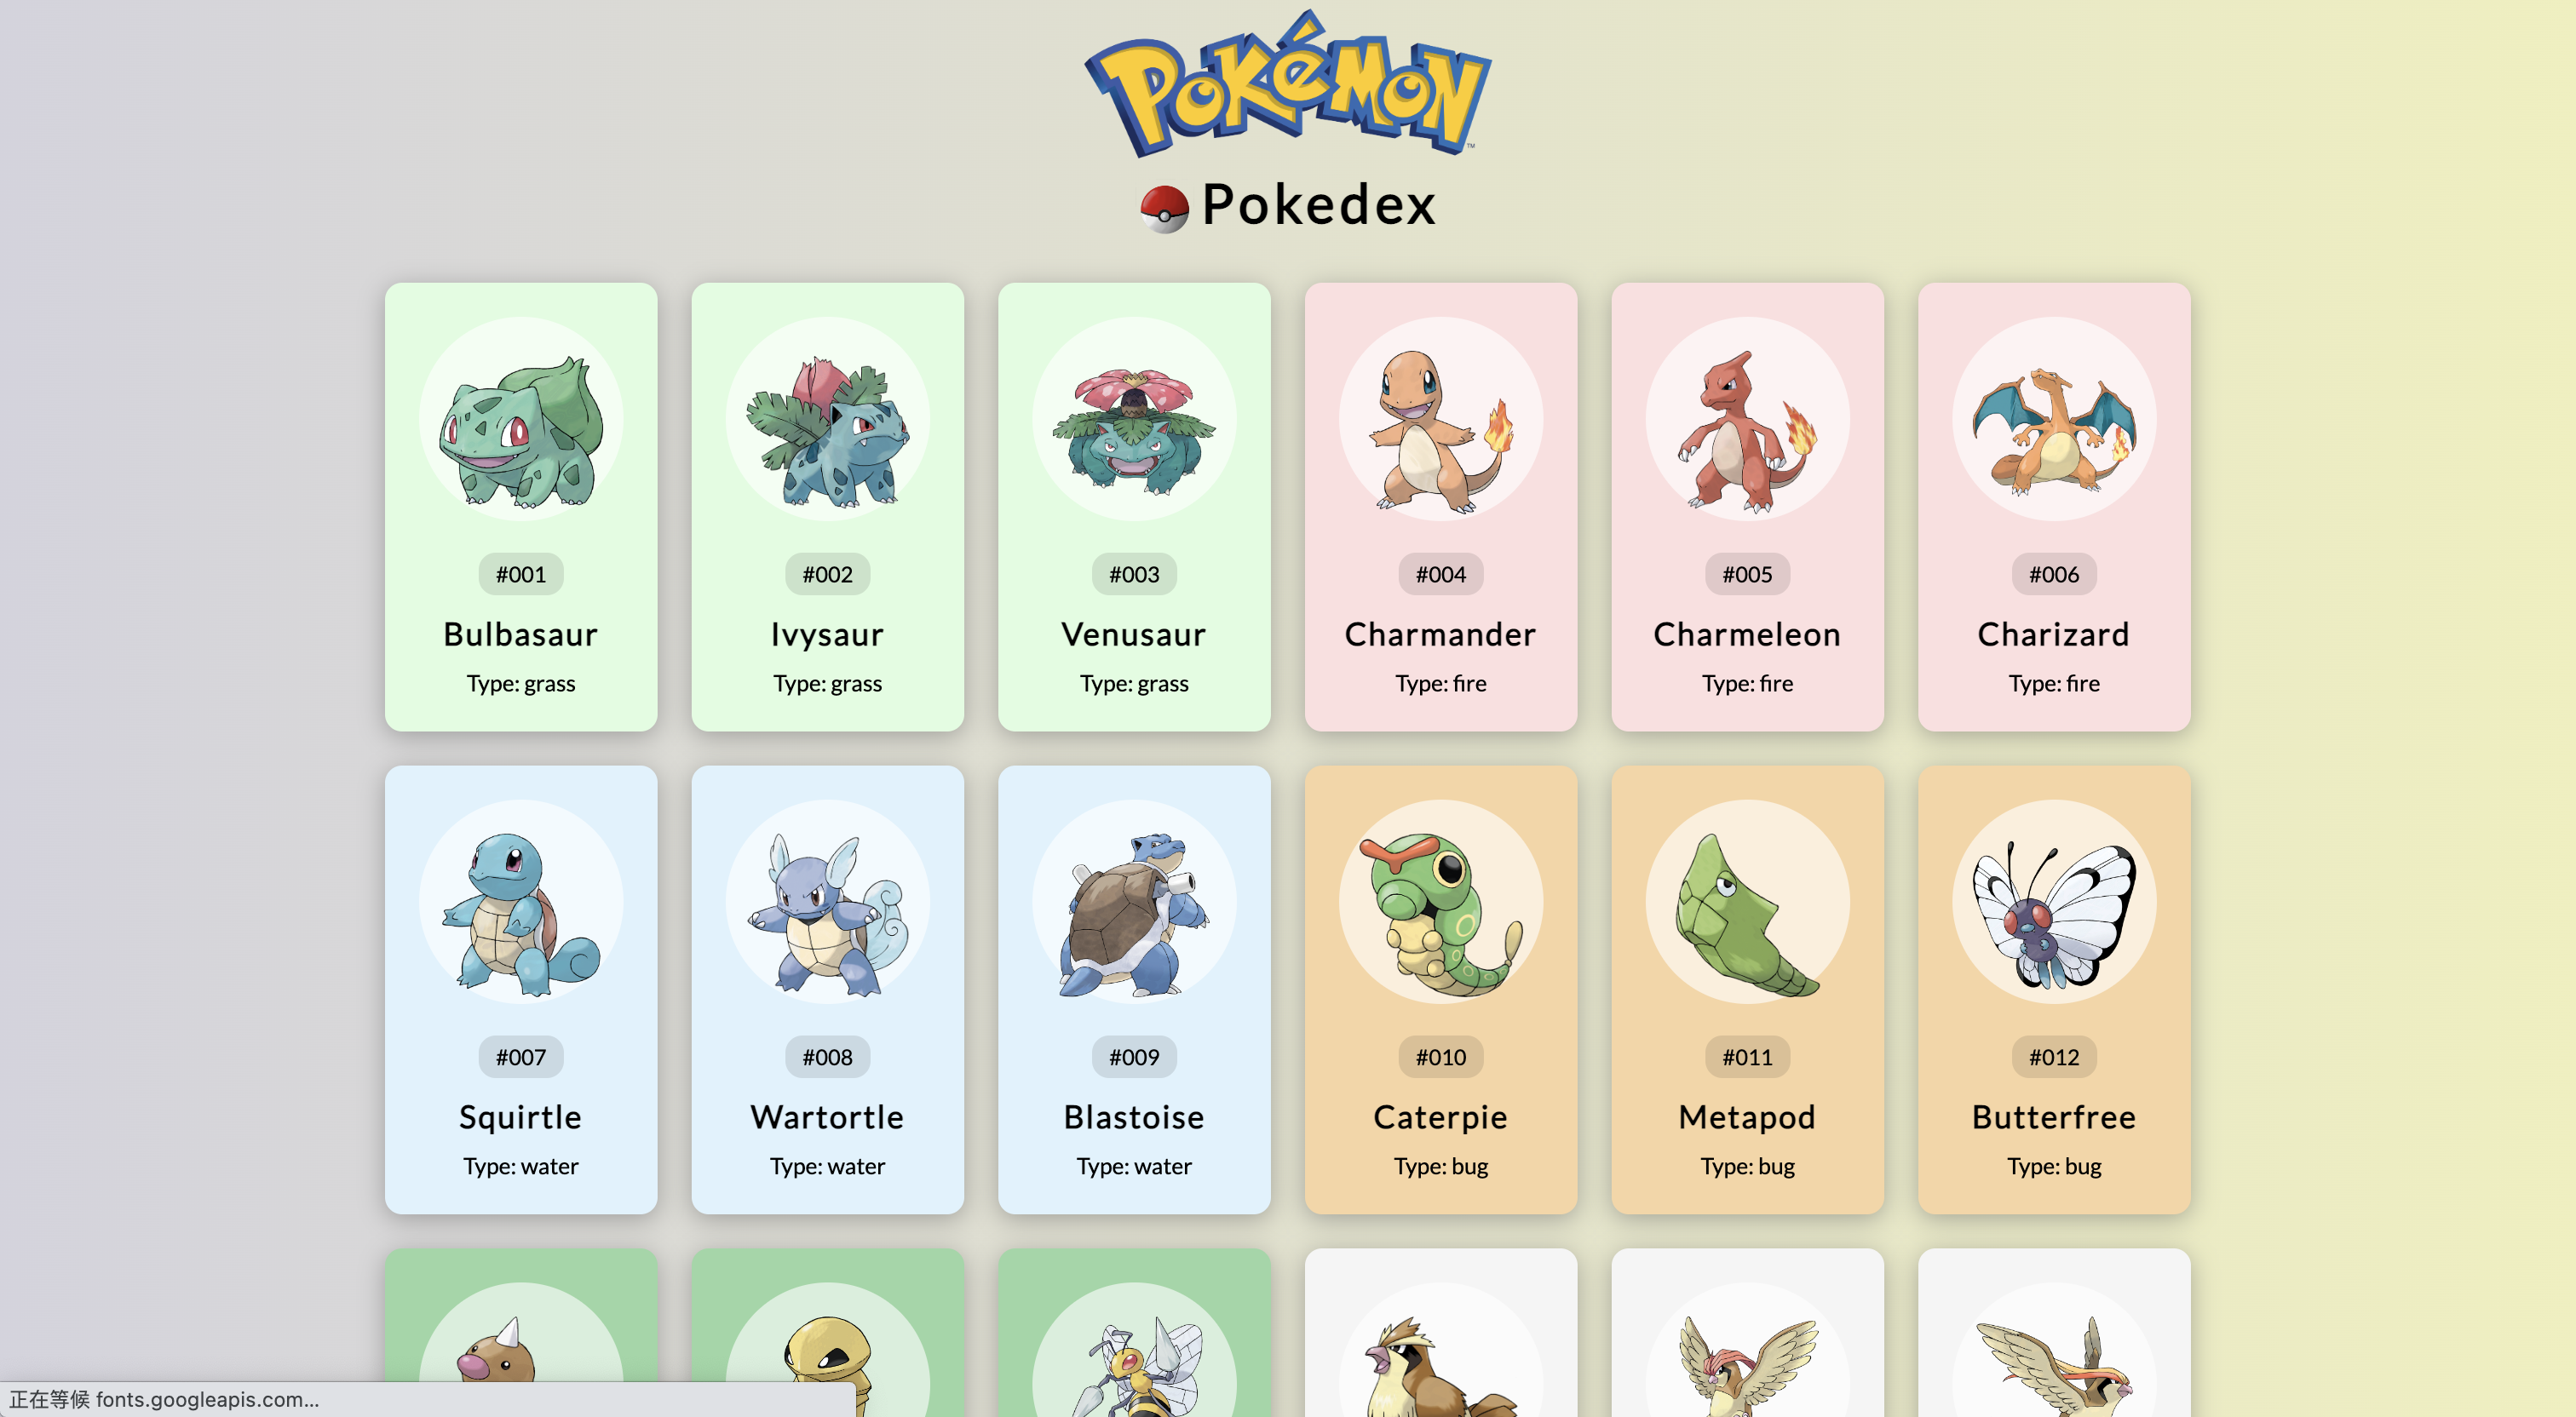 Pokémon
TM
Pokedex
#001
Bulbasaur
Type: grass
#002
Ivysaur
Type: grass
#003
Venusaur
Type: grass
#004
Charmander
Type: fire
#005
Charmeleon
Type: fire
#006
Charizard
Type: fire
#007
Squirtle
Type: water
#008
Wartortle
Type: water
#009
Blastoise
Type: water
#010
Caterpie
Type: bug
#011
Metapod
Type: bug
#012
Butterfree
Type: bug
正在等候 fonts.googleapis.com...